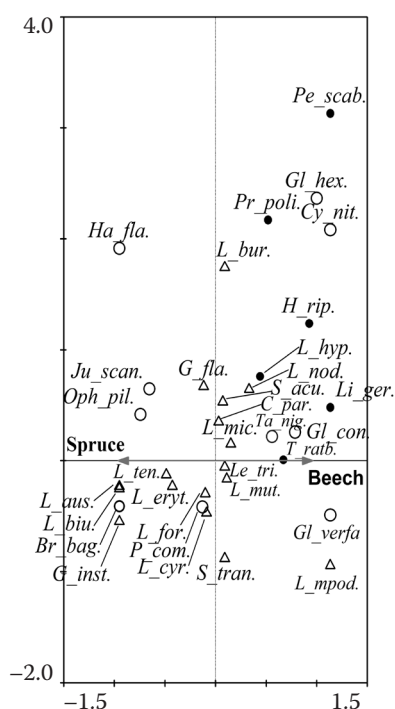 4.0
Pe_scab.
Gl_hex.
Pr_poli.
Cy_nit.
Ha_fla.
L_bur.
H_rip.
L_hyp.
G_fla.
L_nod.
Ju_scan.
S_acu.
Li_ger.
Oph_pil.
C_par.
Ta_nig.
L_mic.
Gl_con.
Spruce
T_ratb.
L_ten.
Le_tri.
Beech
L_aus.
L_eryt.
L_mut.
L_biu.
L_for.
Gl_verfa
Br_bag.
P_com.
G_inst.
L_cyr.
S_tran.
L_mpod.
−2.0
−1.5
1.5